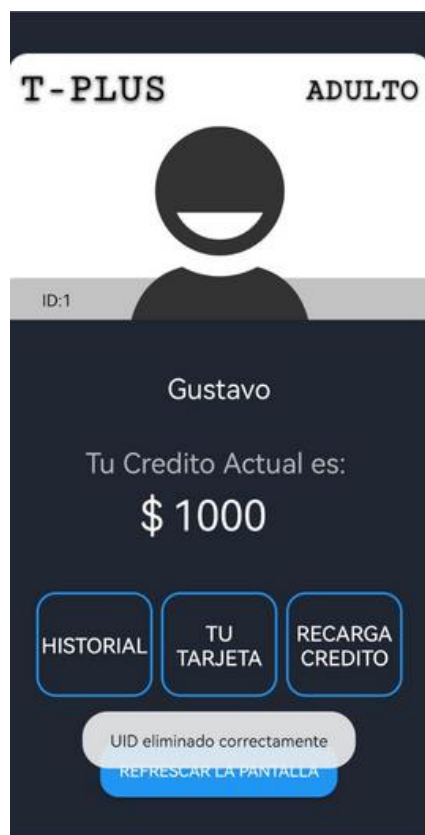 T-PLUS ADULTO
ID:1
Gustavo
Tu Credito Actual es:
$ 1000
HISTORIAL
TU
TARJETA
RECARGA
CREDITO
UID eliminado correctamente
REFRESCAR LA PANTALLA